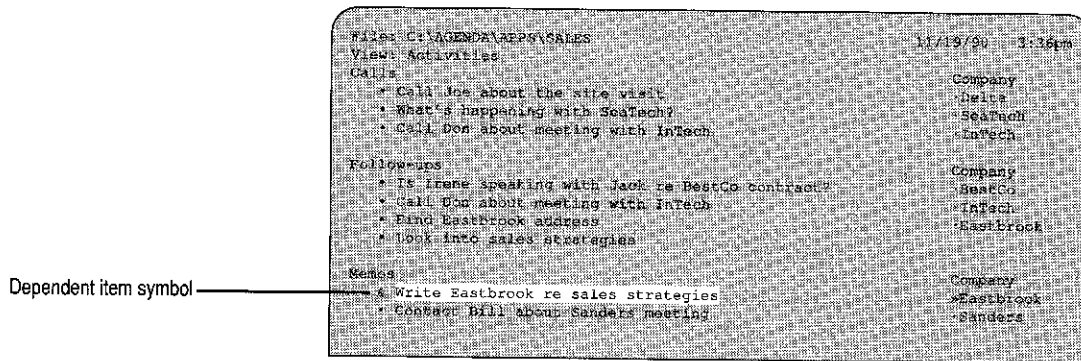 File: C:\AGENDA\APPS\SALES 11/19/90 3:36pm
View: Activities
Calls Company
• Call Joe about the site visit ·Delta
• What's happening with SeaTech? ·SeaTech
• Call Don about meeting with InTech ·InTech
Follow-ups Company
• Is Irene speaking with Jack re BestCo contract? ·BestCo
• Call Don about meeting with InTech ·InTech
• Find Eastbrook address ·Eastbrook
• Look into sales strategies
Memos Company
Dependent item symbol & Write Eastbrook re sales strategies »Eastbrook
• Contact Bill about Sanders meeting ·Sanders